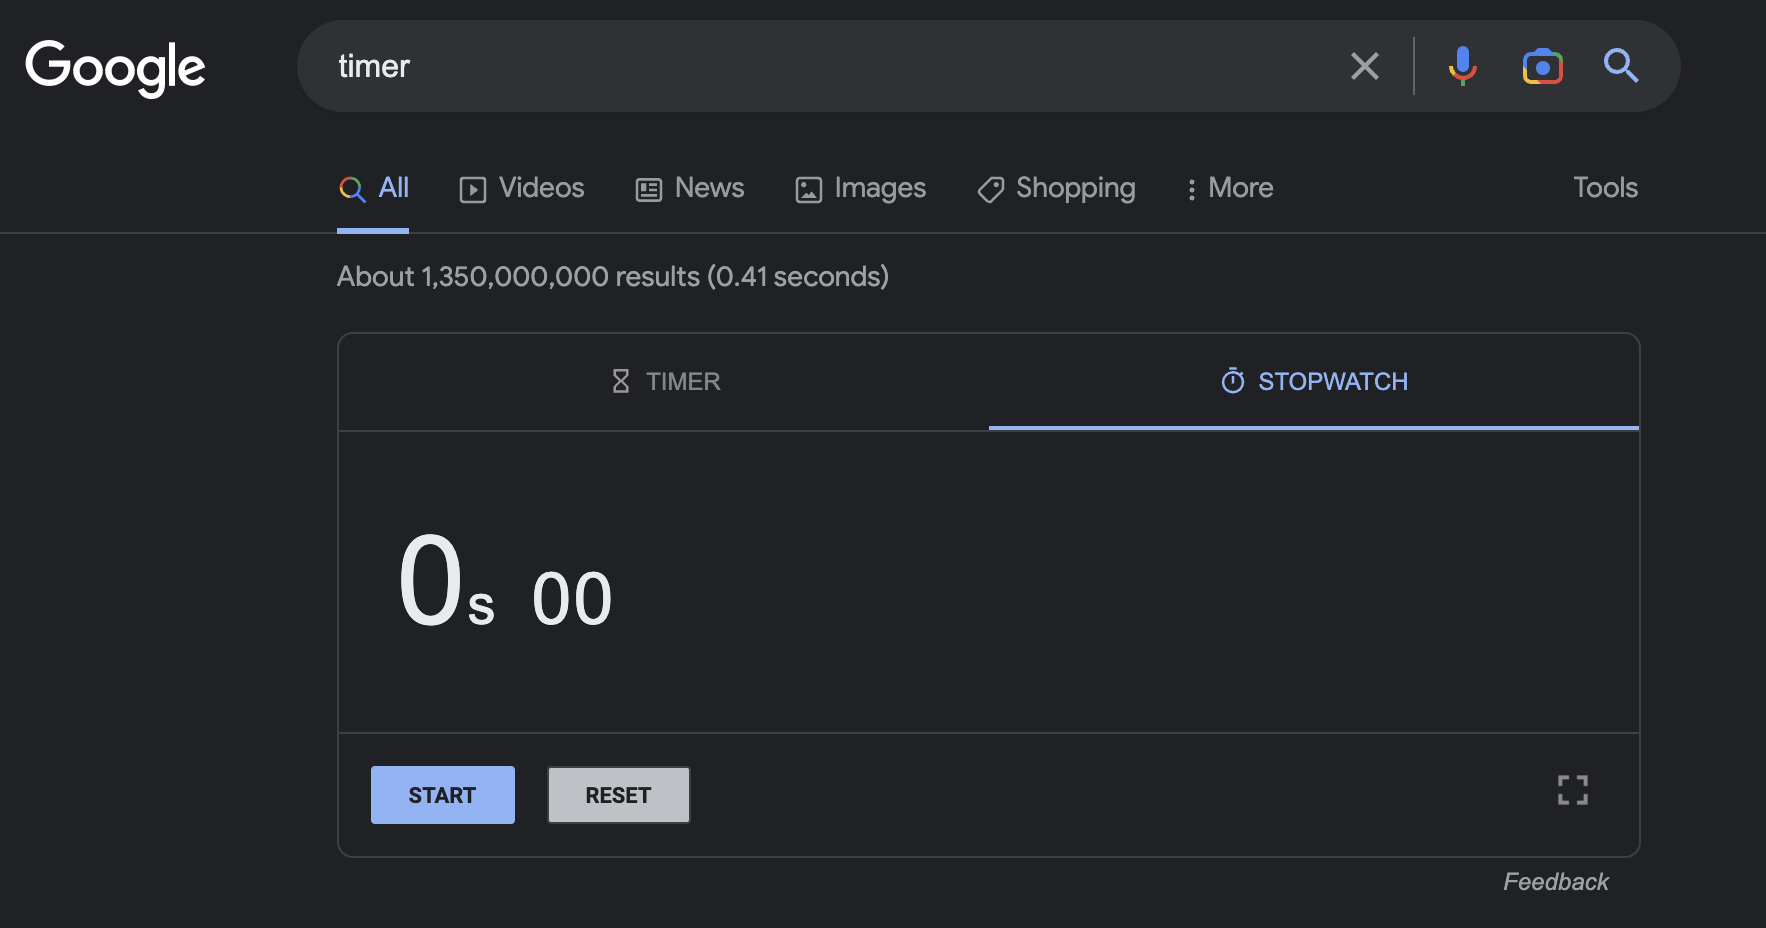 Google
timer
All Videos News Images Shopping More Tools
About 1,350,000,000 results (0.41 seconds)
TIMER STOPWATCH
0s 00
START RESET
Feedback